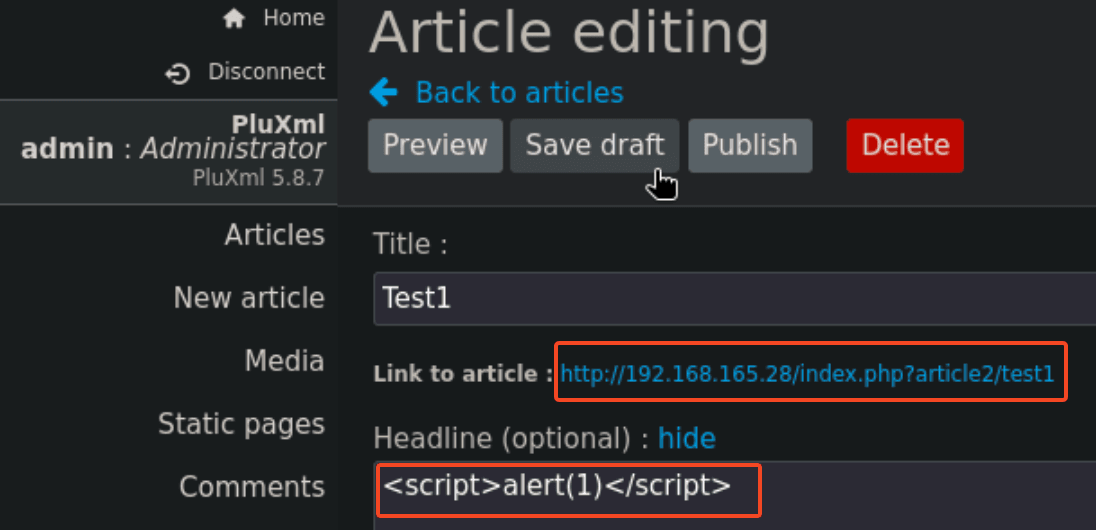 Home
Disconnect
PluXml
admin : Administrator
PluXml 5.8.7
Articles
New article
Media
Static pages
Comments
Article editing
Back to articles
Preview Save draft Publish Delete
Title :
Test1
Link to article : http://192.168.165.28/index.php?article2/test1
Headline (optional) : hide
<script>alert(1)</script>